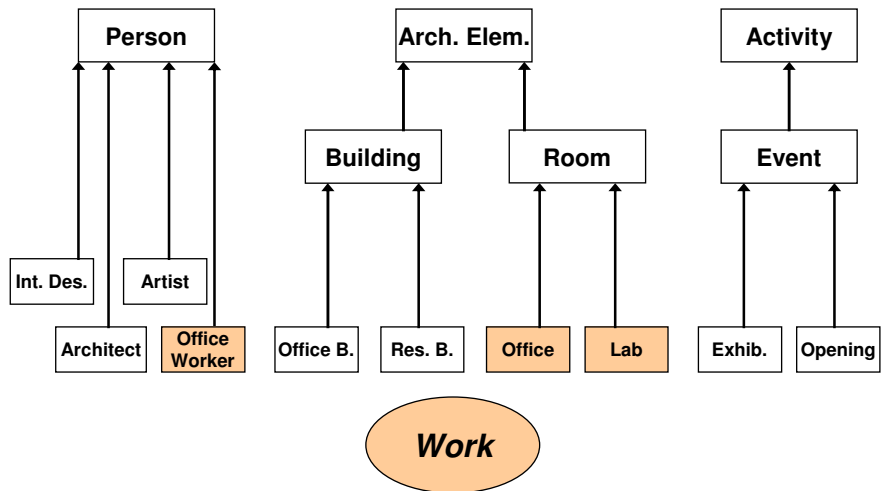 Person
Arch. Elem.
Activity
Building
Room
Event
Int. Des.
Artist
Architect
Office
Worker
Office B.
Res. B.
Office
Lab
Exhib.
Opening
Work